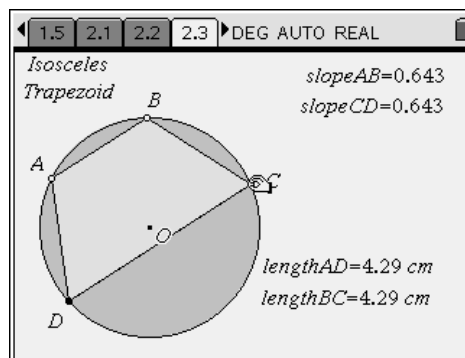 1.5 2.1 2.2 2.3 DEG AUTO REAL
Isosceles
Trapezoid
slopeAB=0.643
slopeCD=0.643
B
A
C
O
lengthAD=4.29 cm
lengthBC=4.29 cm
D